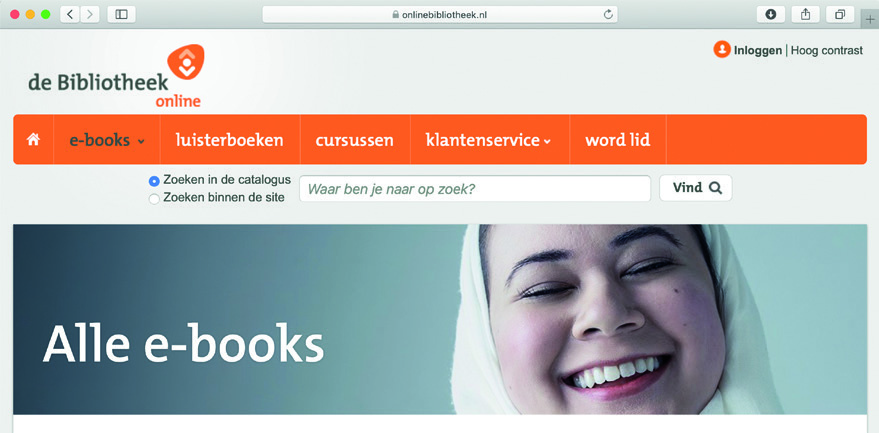 onlinebibliotheek.nl
de Bibliotheek
online
Inloggen | Hoog contrast
e-books luisterboeken cursussen klantenservice word lid
Zoeken in de catalogus
Zoeken binnen de site
Waar ben je naar op zoek?
Vind
Alle e-books